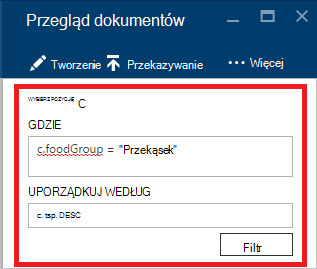 Przegląd dokumentów
Tworzenie Przekazywanie Więcej
WYBIERZ POZYCJĘ C
GDZIE
c.foodGroup = "Przekąsek"
UPORZĄDKUJ WEDŁUG
c. tsp. DESC
Filtr